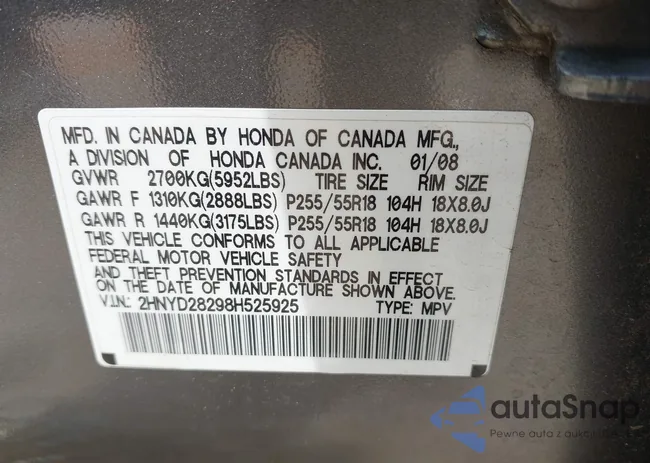 MFD. IN CANADA BY HONDA OF CANADA MFG.,
A DIVISION OF HONDA CANADA INC. 01/08
GVWR 2700KG(5952LBS) TIRE SIZE RIM SIZE
GAWR F 1310KG(2888LBS) P255/55R18 104H 18X8.0J
GAWR R 1440KG(3175LBS) P255/55R18 104H 18X8.0J
THIS VEHICLE CONFORMS TO ALL APPLICABLE
FEDERAL MOTOR VEHICLE SAFETY
AND THEFT PREVENTION STANDARDS IN EFFECT
ON THE DATE OF MANUFACTURE SHOWN ABOVE.
V.I.N.: 2HNYD28298H525925 TYPE: MPV
autaSnap
Pewne auta z aukcji